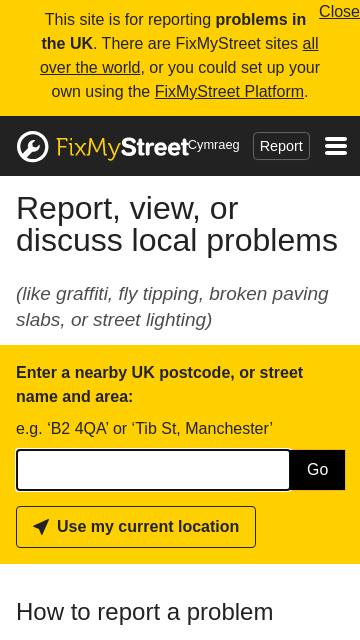 This site is for reporting problems in
Close
the UK. There are FixMyStreet sites all
over the world, or you could set up your
own using the FixMyStreet Platform.
FixMyStreet
Cymraeg
Report
Report, view, or
discuss local problems
(like graffiti, fly tipping, broken paving
slabs, or street lighting)
Enter a nearby UK postcode, or street
name and area:
e.g. ‘B2 4QA’ or ‘Tib St, Manchester’
Go
Use my current location
How to report a problem